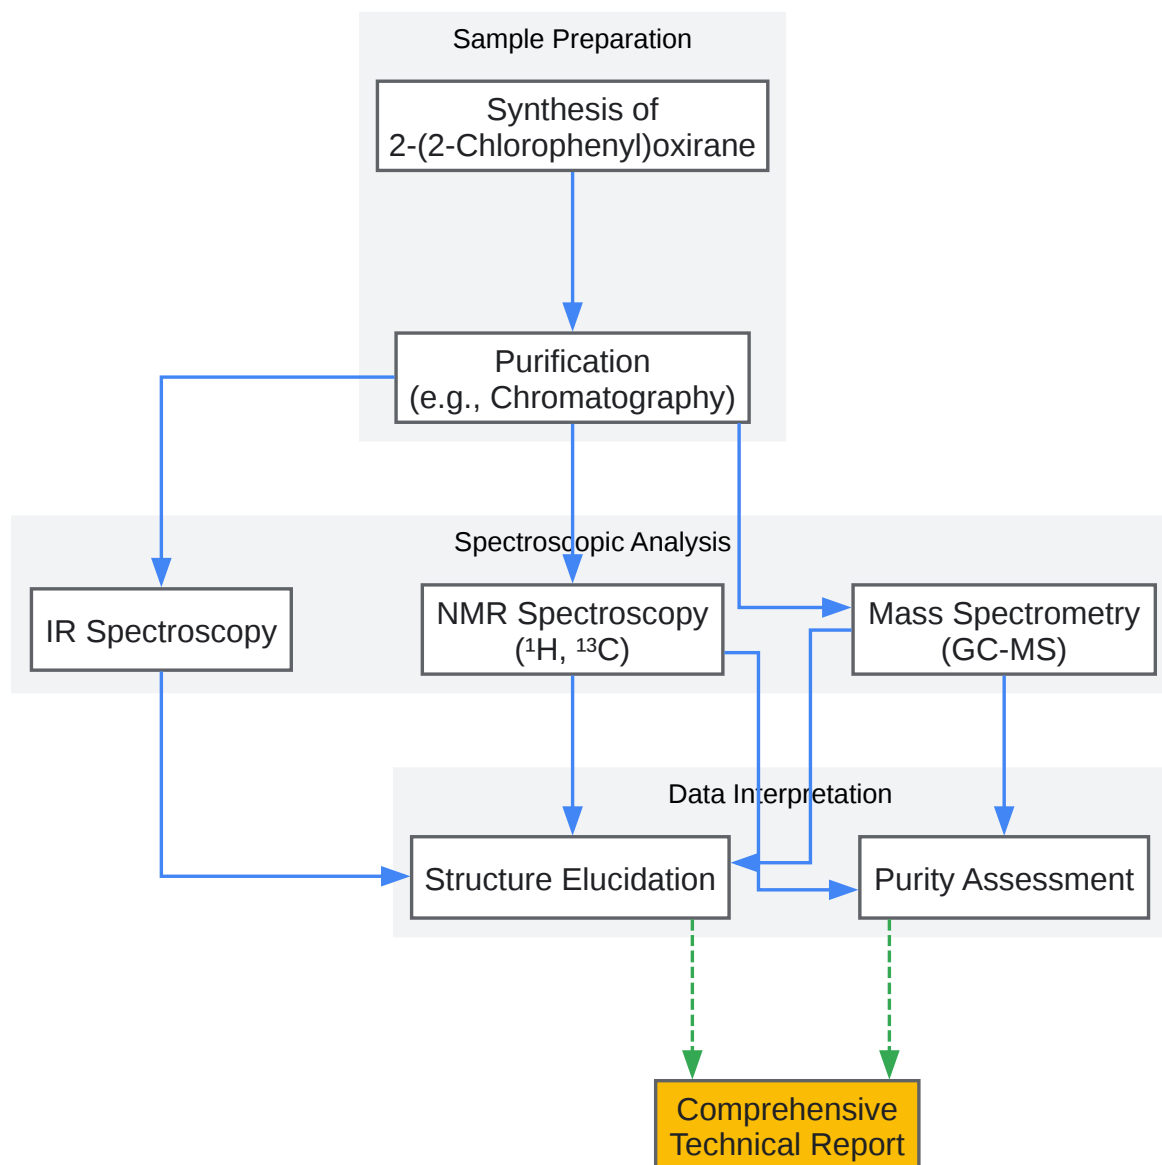 Sample Preparation
Synthesis of
2-(2-Chlorophenyl)oxirane
Purification
(e.g., Chromatography)
Spectroscopic Analysis
IR Spectroscopy
NMR Spectroscopy
(¹H, ¹³C)
Mass Spectrometry
(GC-MS)
Data Interpretation
Structure Elucidation
Purity Assessment
Comprehensive
Technical Report